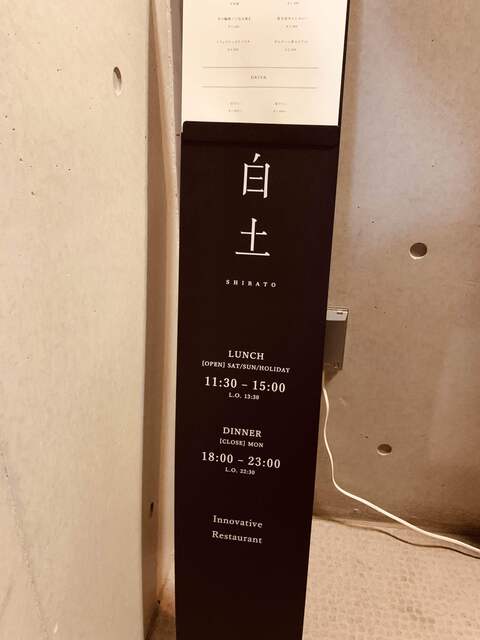 DRINK
白
土
SHIRATO
LUNCH
[OPEN] SAT/SUN/HOLIDAY
11:30 – 15:00
L.O. 13:30
DINNER
[CLOSE] MON
18:00 – 23:00
L.O. 22:30
Innovative
Restaurant